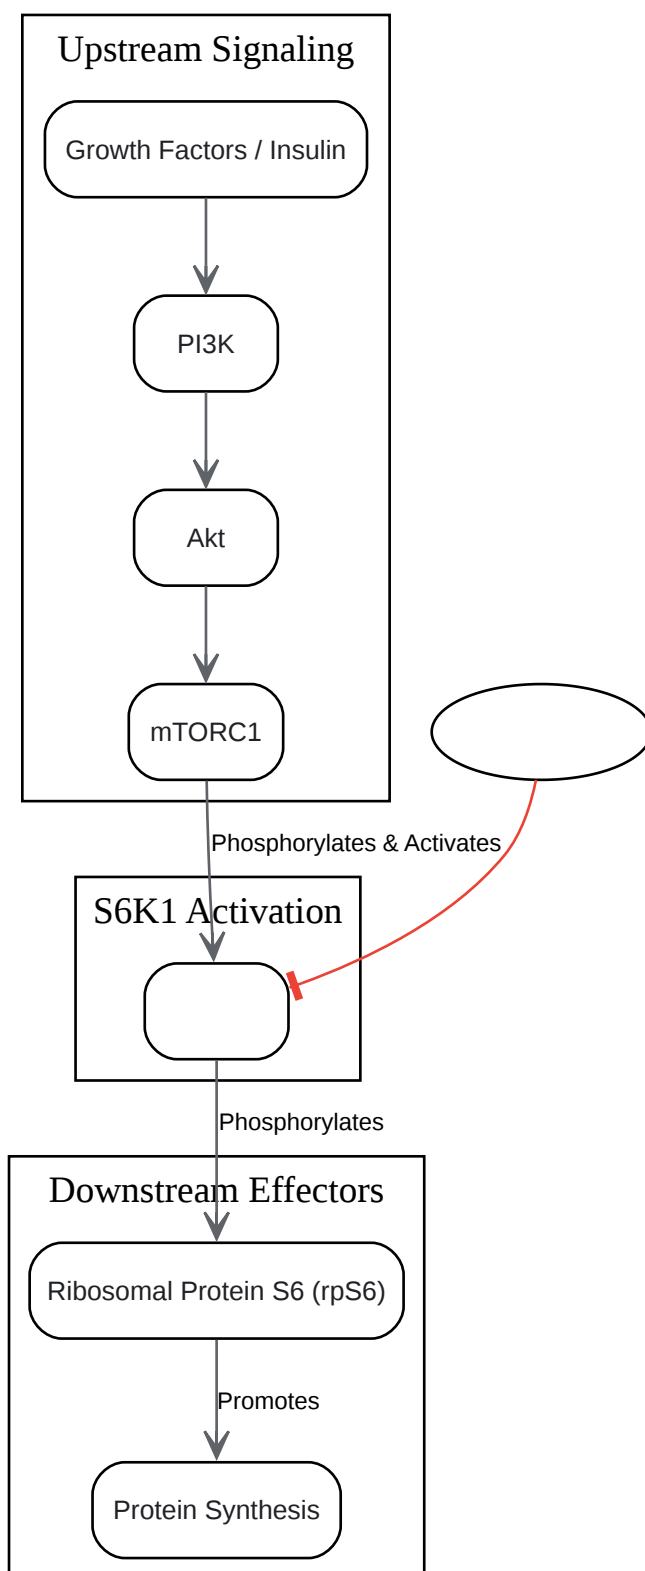 Upstream Signaling
Growth Factors / Insulin
PI3K
Akt
mTORC1
Phosphorylates & Activates
S6K1 Activation
Phosphorylates
Downstream Effectors
Ribosomal Protein S6 (rpS6)
Promotes
Protein Synthesis